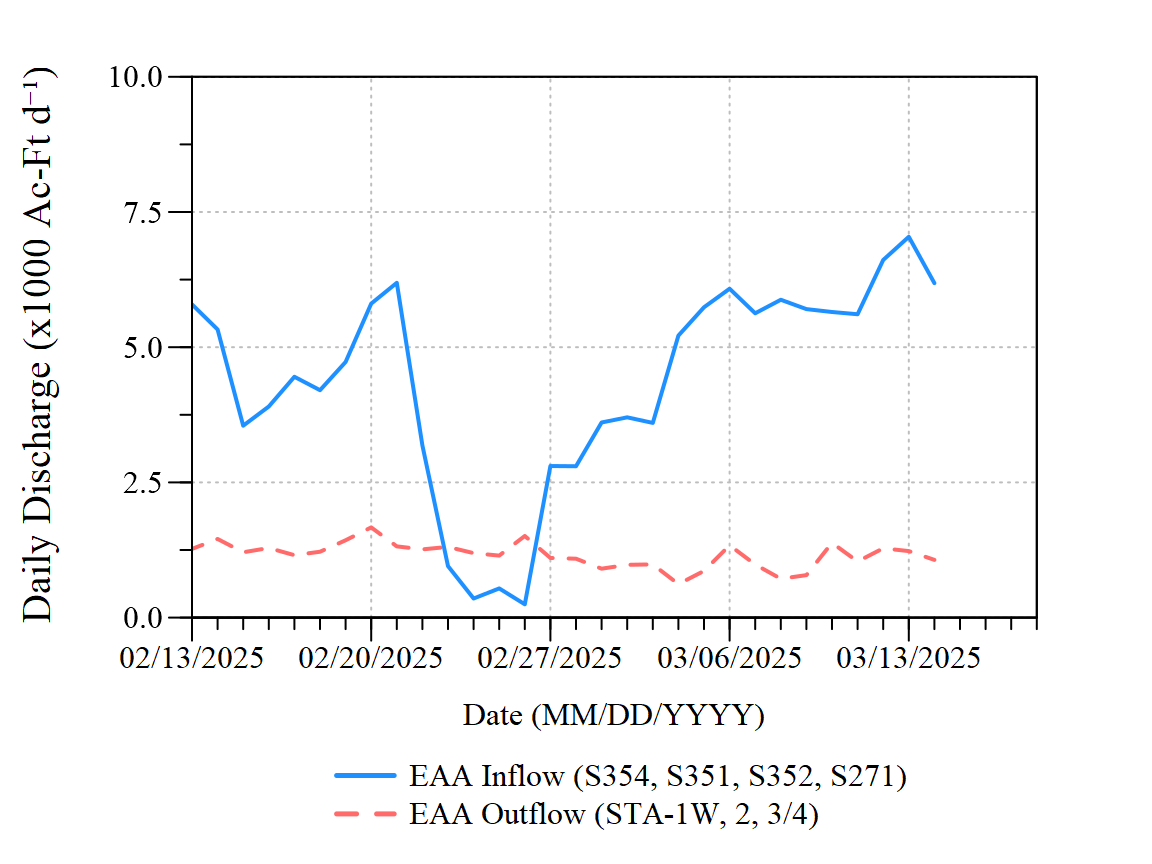 Daily Discharge (x1000 Ac-Ft d⁻¹)
10.0
7.5
5.0
2.5
0.0
02/13/2025 02/20/2025 02/27/2025 03/06/2025 03/13/2025
Date (MM/DD/YYYY)
EAA Inflow (S354, S351, S352, S271)
EAA Outflow (STA-1W, 2, 3/4)